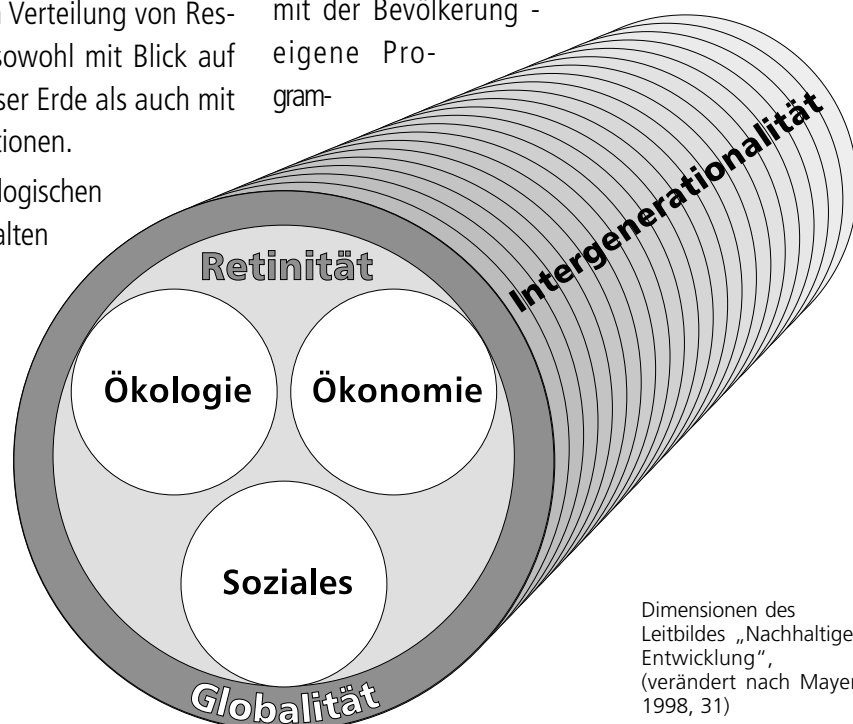 Verteilung von Res-
sowohl mit Blick auf
ser Erde als auch mit
tionen.
logischen
alten
mit der Bevölkerung -
eigene Pro-
gram-
Retinität
Ökologie
Ökonomie
Soziales
Globalität
Intergenerationalität
Dimensionen des
Leitbildes „Nachhaltige
Entwicklung“,
(verändert nach Mayer
1998, 31)